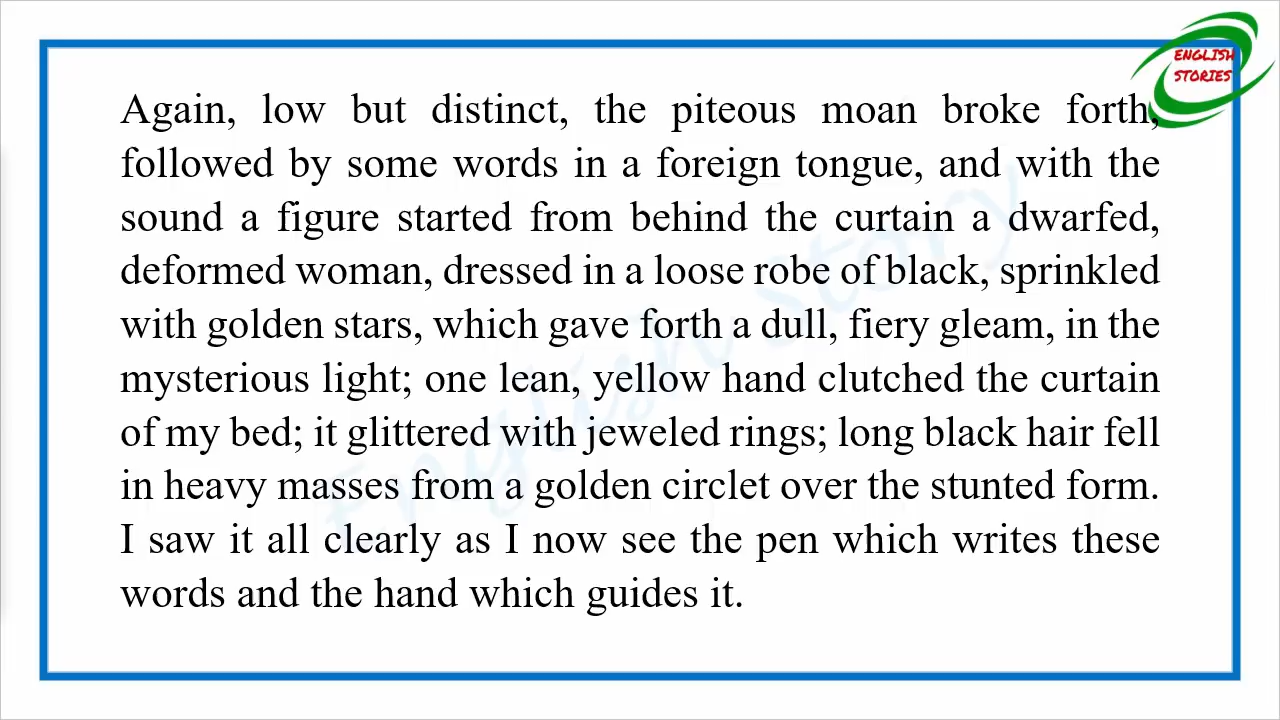 ENGLISH
STORIES
Again, low but distinct, the piteous moan broke forth,
followed by some words in a foreign tongue, and with the
sound a figure started from behind the curtain a dwarfed,
deformed woman, dressed in a loose robe of black, sprinkled
with golden stars, which gave forth a dull, fiery gleam, in the
mysterious light; one lean, yellow hand clutched the curtain
of my bed; it glittered with jeweled rings; long black hair fell
in heavy masses from a golden circlet over the stunted form.
I saw it all clearly as I now see the pen which writes these
words and the hand which guides it.
English Story